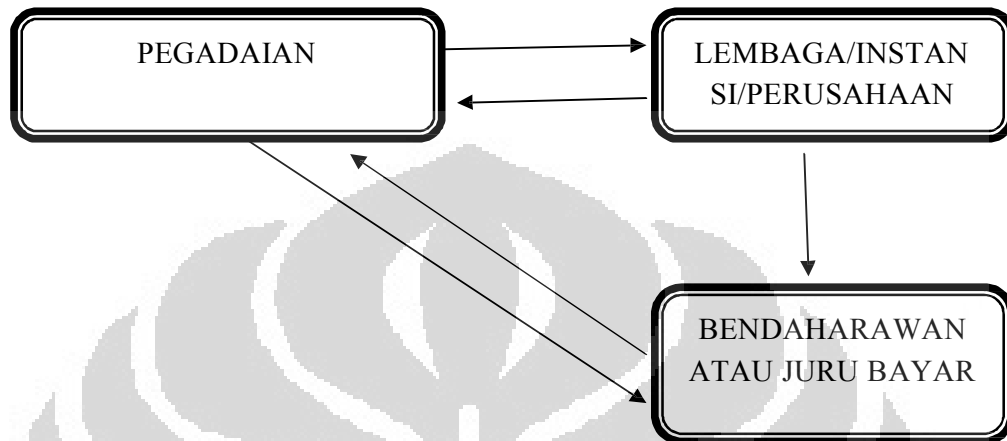 PEGADAIAN
LEMBAGA/INSTAN
SI/PERUSAHAAN
BENDAHARAWAN
ATAU JURU BAYAR